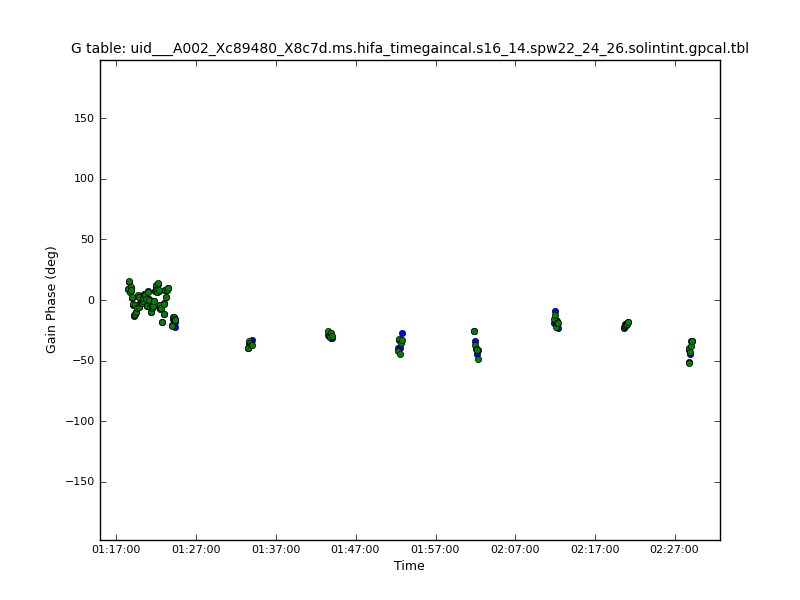 G table: uid___A002_Xc89480_X8c7d.ms.hifa_timegaincal.s16_14.spw22_24_26.solintint.gpcal.tbl
150
100
50
0
−50
−100
−150
Gain Phase (deg)
01:17:00 01:27:00 01:37:00 01:47:00 01:57:00 02:07:00 02:17:00 02:27:00
Time